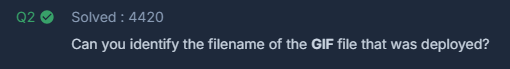 Q2 Solved : 4420
Can you identify the filename of the GIF file that was deployed?